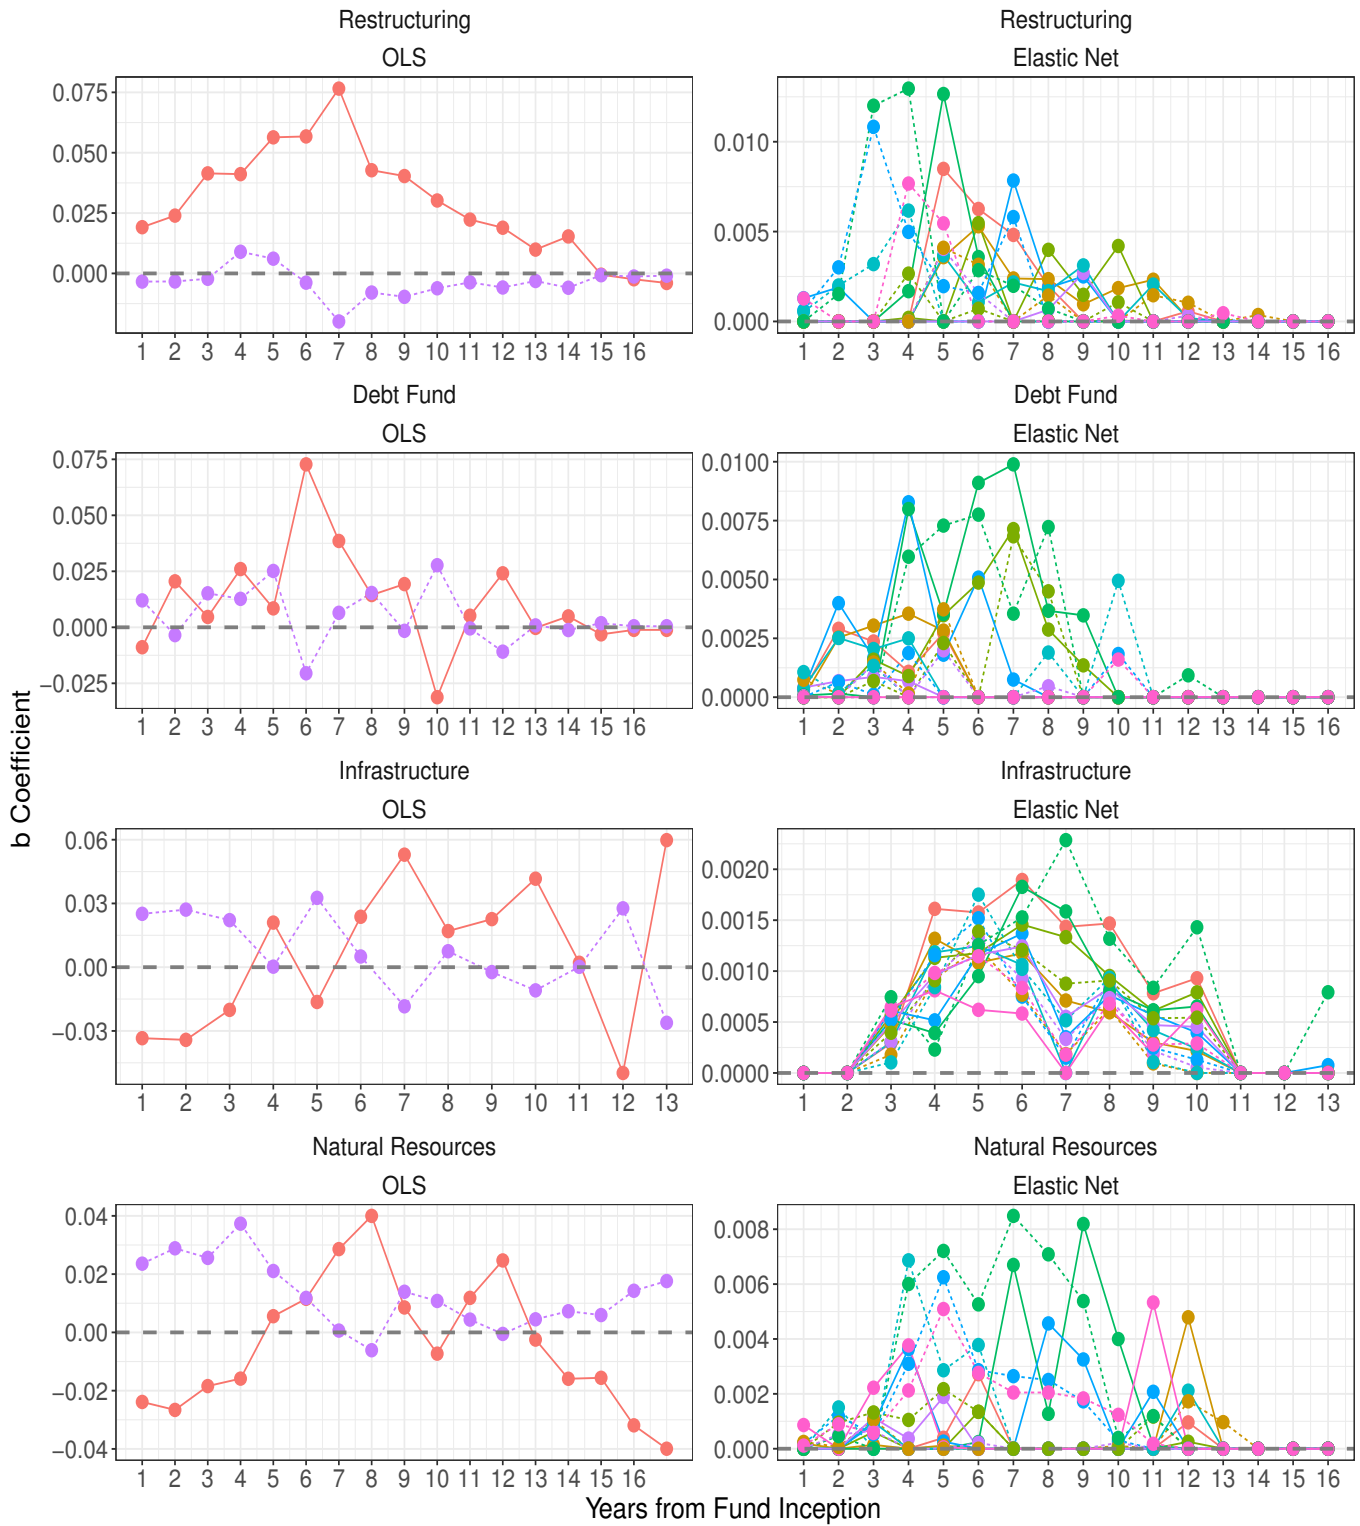 Restructuring
OLS
0.075
0.050
0.025
0.000
1 2 3 4 5 6 7 8 9 10 11 12 13 14 15 16
Restructuring
Elastic Net
0.010
0.005
0.000
1 2 3 4 5 6 7 8 9 10 11 12 13 14 15 16
Debt Fund
OLS
0.075
0.050
0.025
0.000
−0.025
1 2 3 4 5 6 7 8 9 10 11 12 13 14 15 16
Debt Fund
Elastic Net
0.0100
0.0075
0.0050
0.0025
0.0000
1 2 3 4 5 6 7 8 9 10 11 12 13 14 15 16
b Coefficient
Infrastructure
OLS
0.06
0.03
0.00
−0.03
1 2 3 4 5 6 7 8 9 10 11 12 13
Infrastructure
Elastic Net
0.0020
0.0015
0.0010
0.0005
0.0000
1 2 3 4 5 6 7 8 9 10 11 12 13
Natural Resources
OLS
0.04
0.02
0.00
−0.02
−0.04
1 2 3 4 5 6 7 8 9 10 11 12 13 14 15 16
Natural Resources
Elastic Net
0.008
0.006
0.004
0.002
0.000
1 2 3 4 5 6 7 8 9 10 11 12 13 14 15 16
Years from Fund Inception